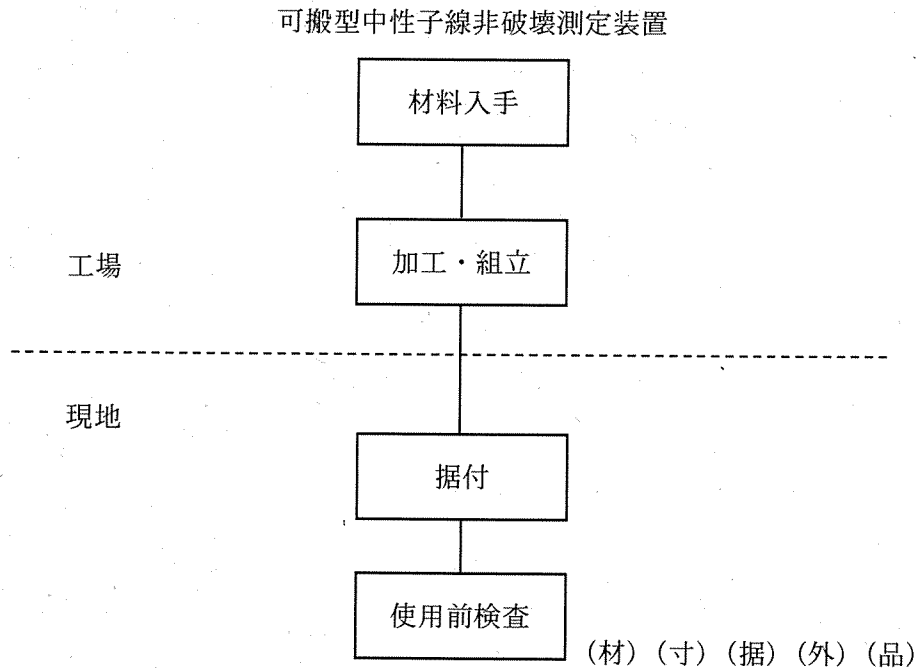 可搬型中性子線非破壊測定装置
材料入手
工場
加工・組立
現地
据付
使用前検査
(材) (寸) (据) (外) (品)